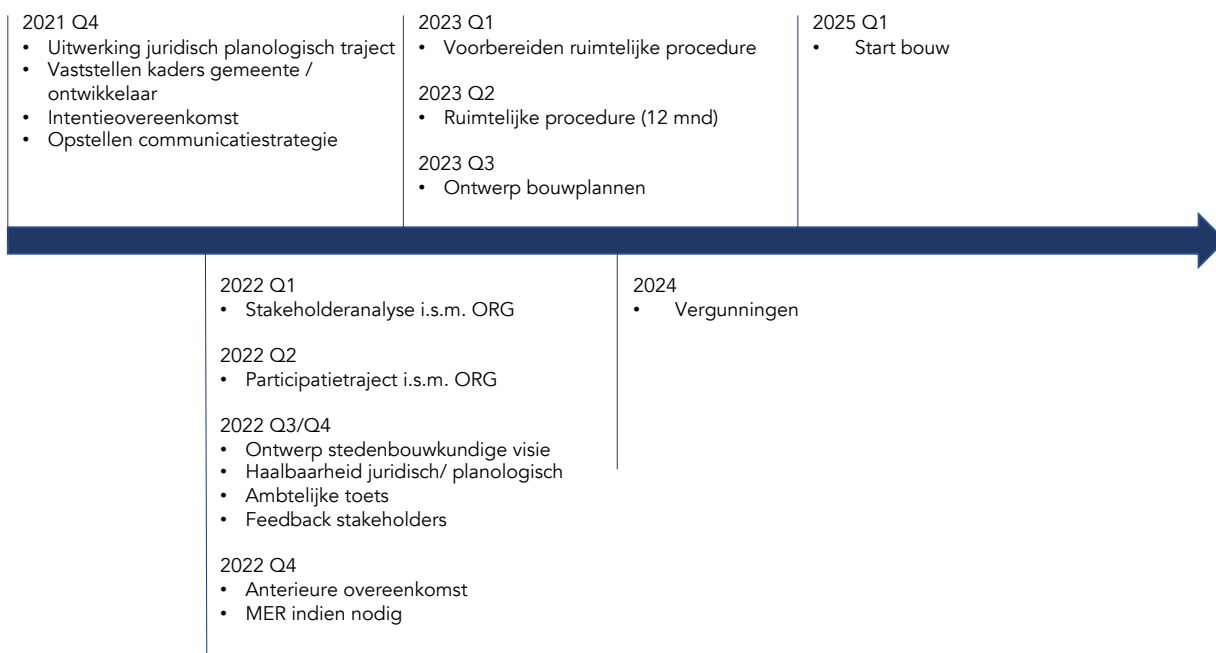 2021 Q4
• Uitwerking juridisch planologisch traject
• Vaststellen kaders gemeente /
ontwikkelaar
• Intentieovereenkomst
• Opstellen communicatiestrategie
2023 Q1
• Voorbereiden ruimtelijke procedure
2023 Q2
• Ruimtelijke procedure (12 mnd)
2023 Q3
• Ontwerp bouwplannen
2025 Q1
• Start bouw
2022 Q1
• Stakeholderanalyse i.s.m. ORG
2022 Q2
• Participatietraject i.s.m. ORG
2022 Q3/Q4
• Ontwerp stedenbouwkundige visie
• Haalbaarheid juridisch/ planologisch
• Ambtelijke toets
• Feedback stakeholders
2022 Q4
• Anterieure overeenkomst
• MER indien nodig
2024
• Vergunningen